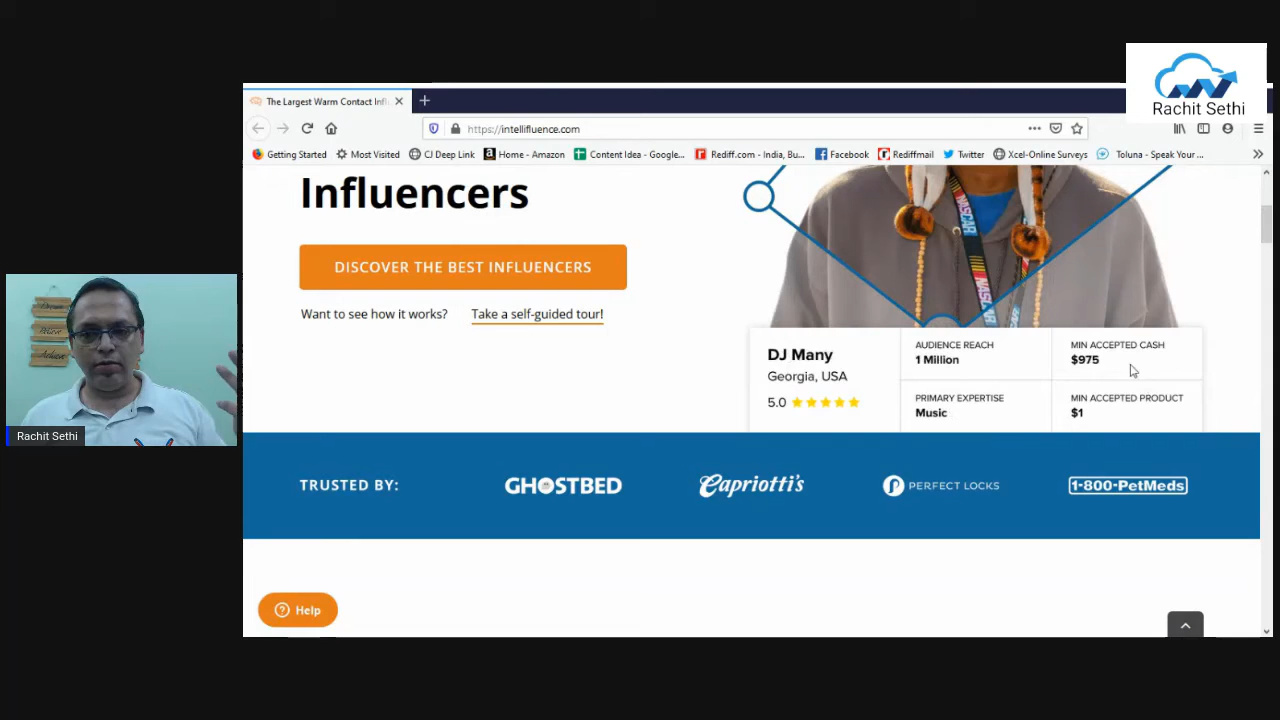 Rachit Sethi
The Largest Warm Contact Infl
https://intellifluence.com
Getting Started
Most Visited
CJ Deep Link
Home - Amazon
Content Idea - Google...
Rediff.com - India, Bu...
Facebook
Rediffmail
Twitter
Xcel-Online Surveys
Toluna - Speak Your ...
Influencers
DISCOVER THE BEST INFLUENCERS
Want to see how it works? Take a self-guided tour!
NASCAR
NASCAR
DJ Many
Georgia, USA
5.0
AUDIENCE REACH
1 Million
MIN ACCEPTED CASH
$975
PRIMARY EXPERTISE
Music
MIN ACCEPTED PRODUCT
$1
Achieve
Rachit Sethi
TRUSTED BY:
GHOSTBED
Capriotti's
PERFECT LOCKS
1-800-PetMeds
Help